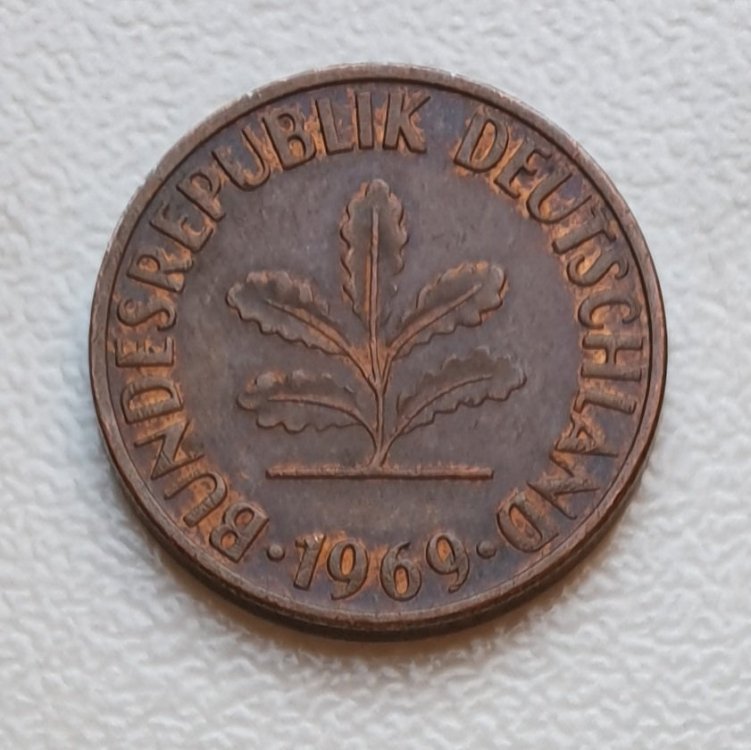 BUNDESREPUBLIK DEUTSCHLAND
· 1969 ·